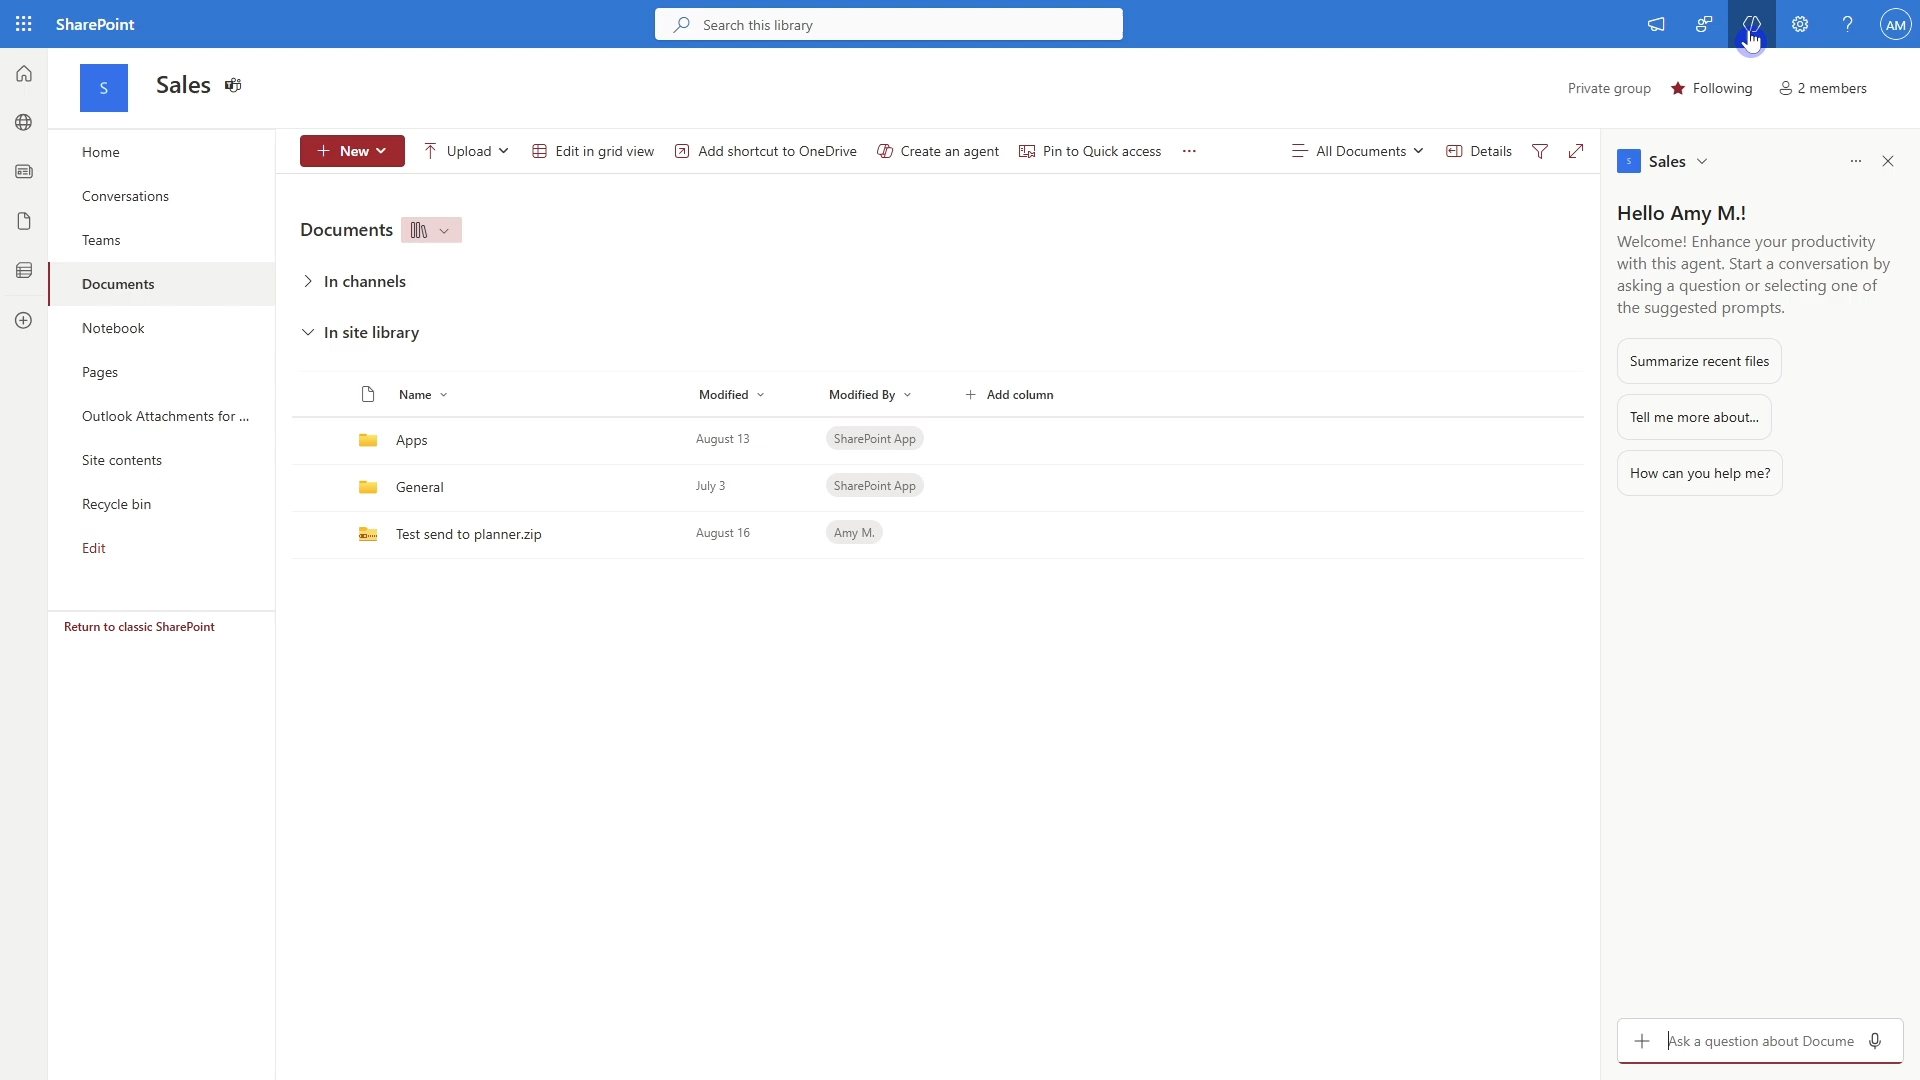 SharePoint
Search this library
AM
S
Sales
Private group
Following
2 members
Home
Conversations
Teams
Documents
Notebook
Pages
Outlook Attachments for ...
Site contents
Recycle bin
Edit
Return to classic SharePoint
New
Upload
Edit in grid view
Add shortcut to OneDrive
Create an agent
Pin to Quick access
All Documents
Details
Documents
In channels
In site library
Name
Modified
Modified By
Add column
Apps
August 13
SharePoint App
General
July 3
SharePoint App
Test send to planner.zip
August 16
Amy M.
S
Sales
Hello Amy M.!
Welcome! Enhance your productivity
with this agent. Start a conversation by
asking a question or selecting one of
the suggested prompts.
Summarize recent files
Tell me more about...
How can you help me?
Ask a question about Docume